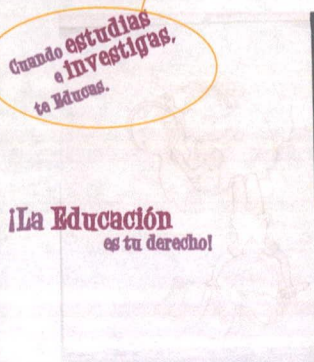 Cuando estudias
e investigas,
te Educas.
¡La Educación
es tu derecho!